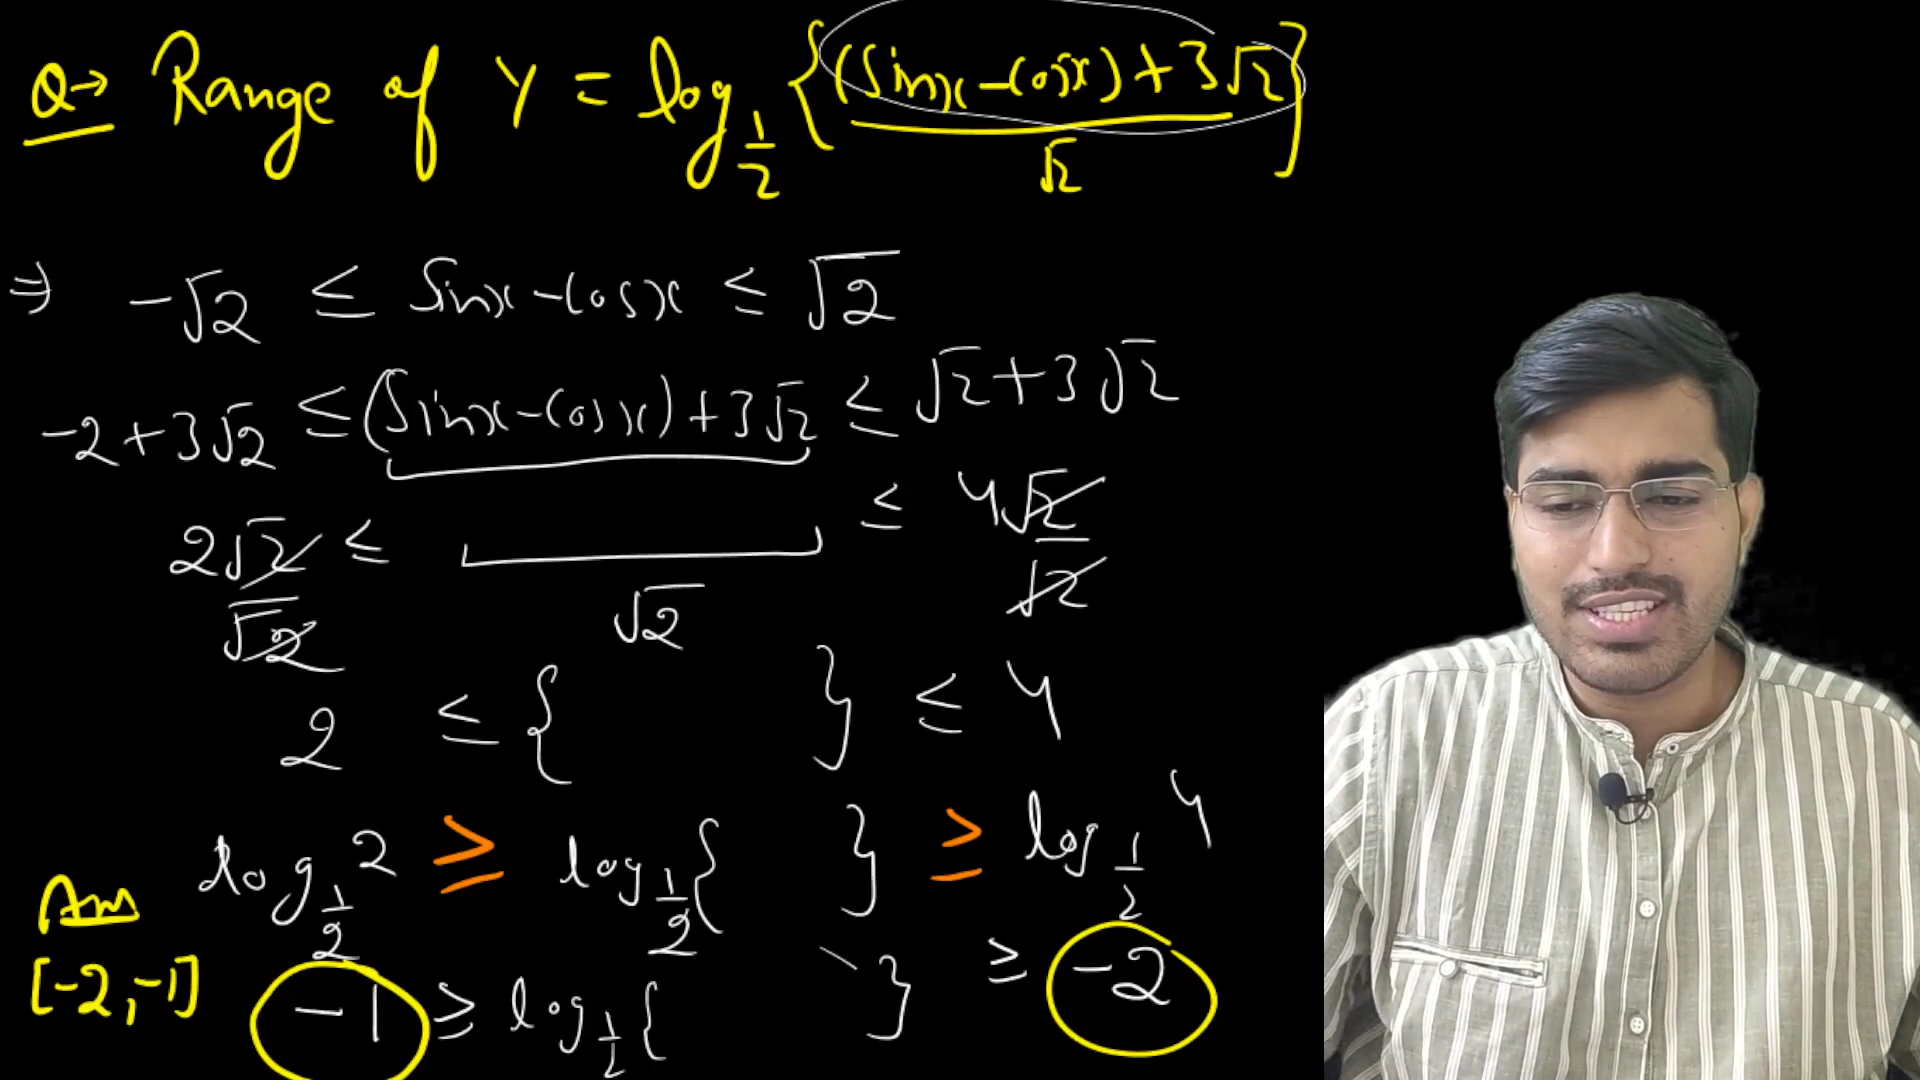 Q→ Range of Y = log_{1/2} { ((sinx - cosx) + 3√2) / √2 }
⇒ -√2 ≤ sinx - cosx ≤ √2
-2 + 3√2 ≤ (sinx - cosx) + 3√2 ≤ √2 + 3√2
2√2 / √2 ≤ ⎵ / √2 ≤ 4√2 / √2
2 ≤ { } ≤ 4
log_{1/2} 2 ≥ log_{1/2} { } ≥ log_{1/2} 4
Ans
[-2, -1]
-1 ≥ log_{1/2} { } ≥ -2